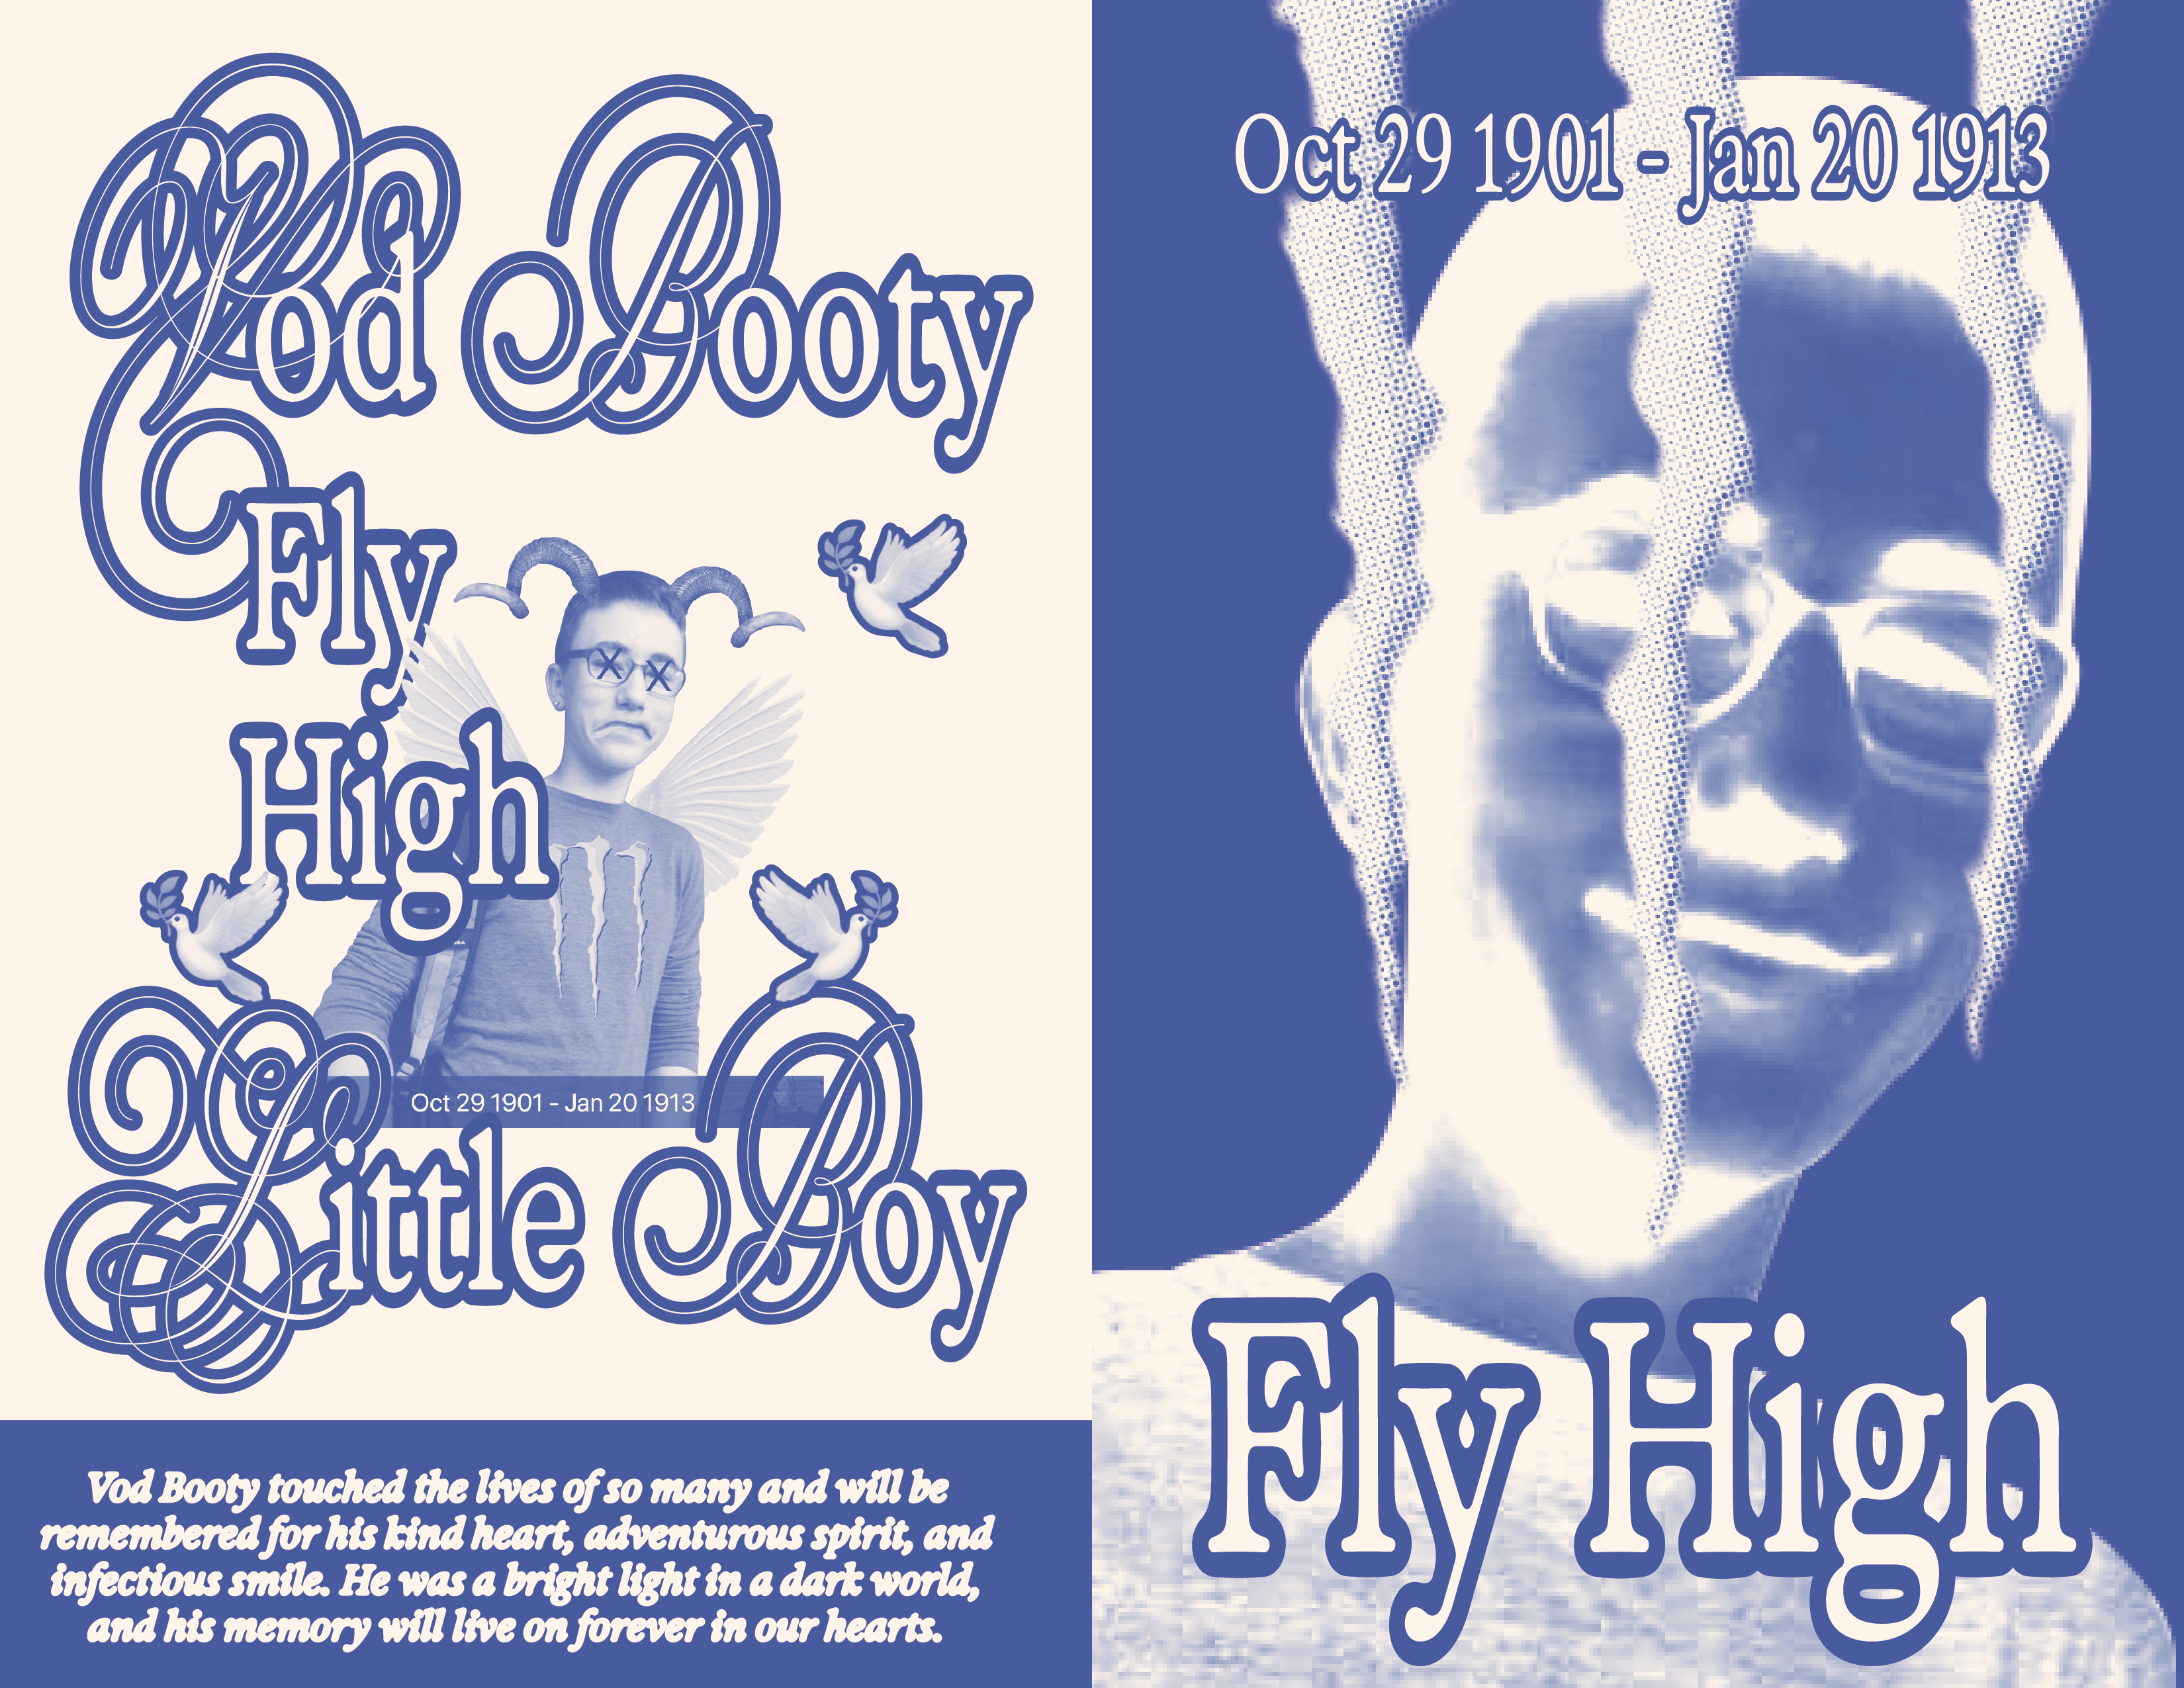 Vod Booty
Fly
High
Oct 29 1901 - Jan 20 1913
Little Boy
Vod Booty touched the lives of so many and will be
remembered for his kind heart, adventurous spirit, and
infectious smile. He was a bright light in a dark world,
and his memory will live on forever in our hearts.
Oct 29 1901 - Jan 20 1913
Fly High